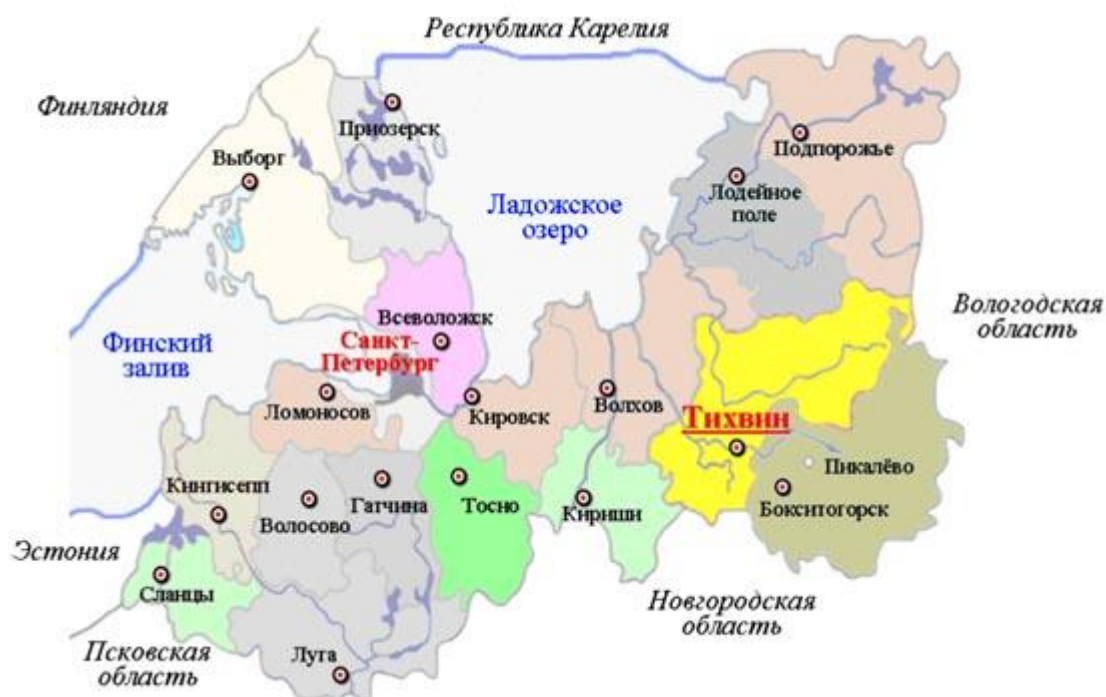 Республика Карелия
Финляндия
Приозерск
Подпорожье
Выборг
Лодейное
поле
Ладожское
озеро
Вологодская
область
Всеволожск
Финский
залив
Санкт-
Петербург
Ломоносов
Кировск
Волхов
Тихвин
Пикалёво
Кингисепп
Волосово
Гатчина
Тосно
Кириши
Бокситогорск
Эстония
Сланцы
Новгородская
область
Псковская
область
Луга